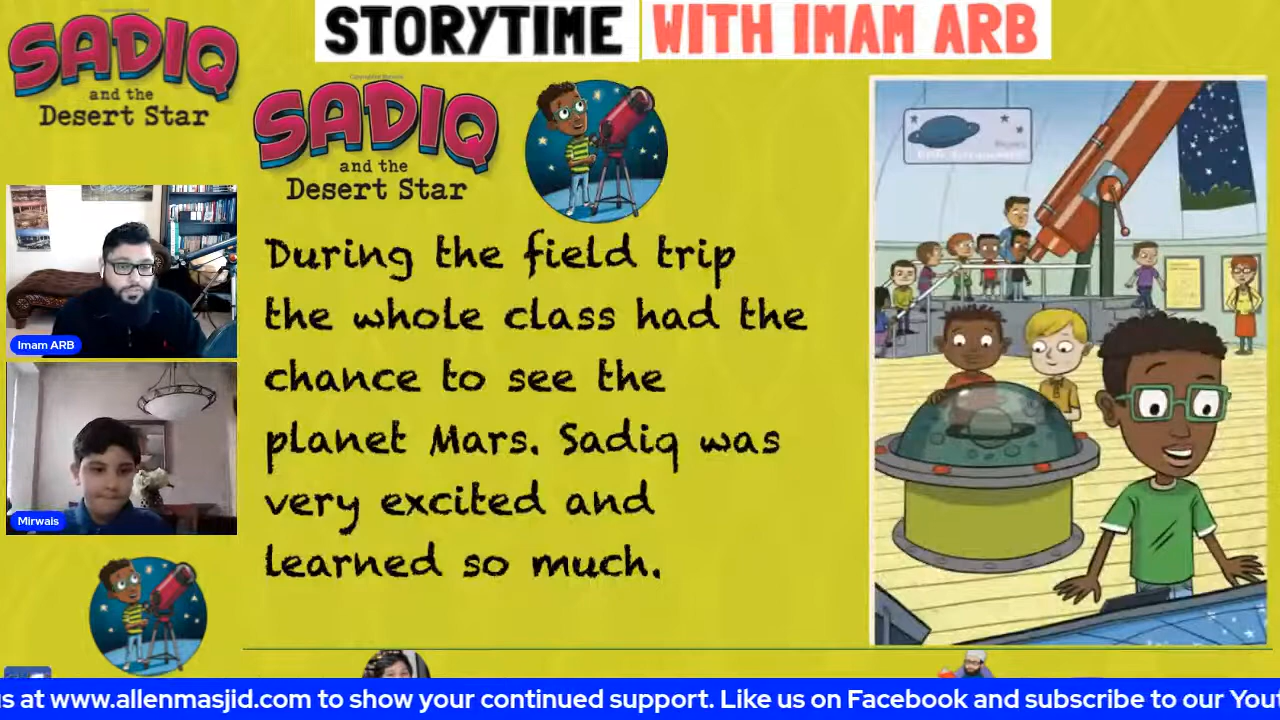 STORYTIME WITH IMAM ARB
SADIQ
and the
Desert Star
SADIQ
and the
Desert Star
During the field trip
the whole class had the
chance to see the
planet Mars. Sadiq was
very excited and
learned so much.
Imam ARB
Mirwais
us at www.allenmasjid.com to show your continued support. Like us on Facebook and subscribe to our You